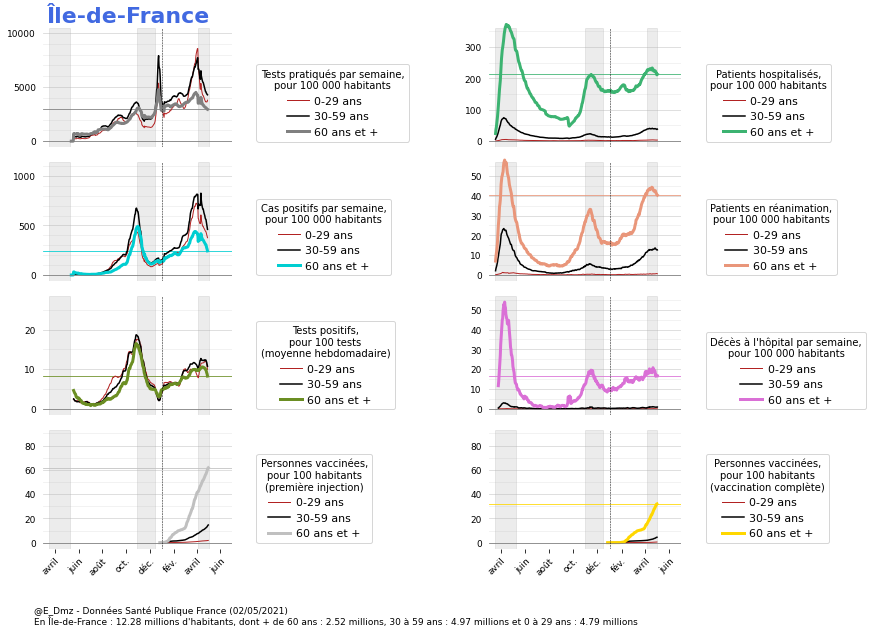 Île-de-France
10000
5000
0
Tests pratiqués par semaine,
pour 100 000 habitants
0-29 ans
30-59 ans
60 ans et +
300
200
100
0
Patients hospitalisés,
pour 100 000 habitants
0-29 ans
30-59 ans
60 ans et +
1000
500
0
Cas positifs par semaine,
pour 100 000 habitants
0-29 ans
30-59 ans
60 ans et +
50
40
30
20
10
0
Patients en réanimation,
pour 100 000 habitants
0-29 ans
30-59 ans
60 ans et +
20
10
0
Tests positifs,
pour 100 tests
(moyenne hebdomadaire)
0-29 ans
30-59 ans
60 ans et +
50
40
30
20
10
0
Décès à l'hôpital par semaine,
pour 100 000 habitants
0-29 ans
30-59 ans
60 ans et +
80
60
40
20
0
avril juin août oct. déc. fév. avril juin
Personnes vaccinées,
pour 100 habitants
(première injection)
0-29 ans
30-59 ans
60 ans et +
80
60
40
20
0
avril juin août oct. déc. fév. avril juin
Personnes vaccinées,
pour 100 habitants
(vaccination complète)
0-29 ans
30-59 ans
60 ans et +
@E_Dmz - Données Santé Publique France (02/05/2021)
En Île-de-France : 12.28 millions d'habitants, dont + de 60 ans : 2.52 millions, 30 à 59 ans : 4.97 millions et 0 à 29 ans : 4.79 millions